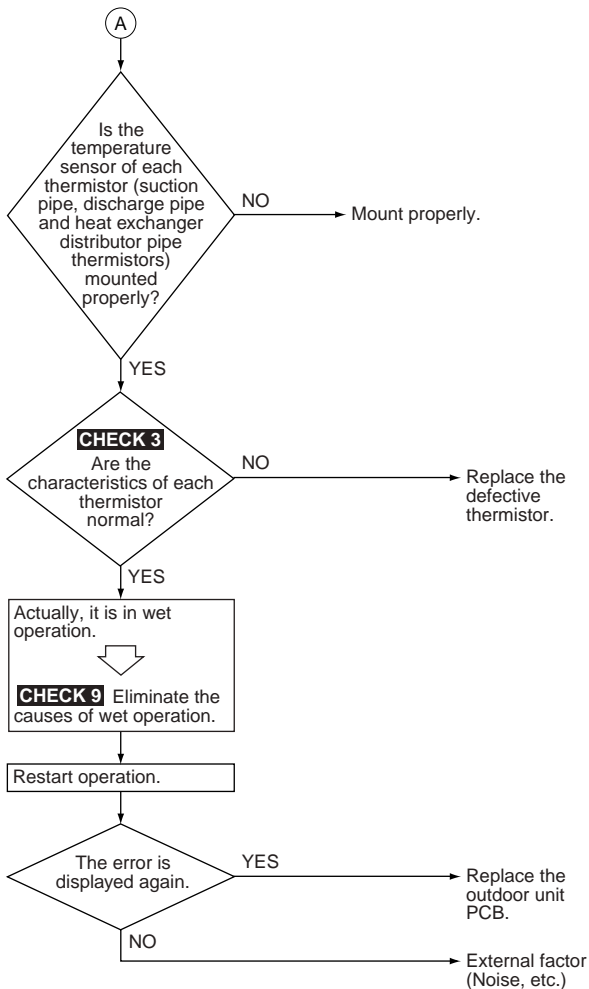 A
Is the
temperature
sensor of each
thermistor (suction
pipe, discharge pipe
and heat exchanger
distributor pipe
thermistors)
mounted
properly?
NO
Mount properly.
YES
CHECK 3
Are the
characteristics of each
thermistor
normal?
NO
Replace the
defective
thermistor.
YES
Actually, it is in wet
operation.
CHECK 9 Eliminate the
causes of wet operation.
Restart operation.
The error is
displayed again.
YES
Replace the
outdoor unit
PCB.
NO
External factor
(Noise, etc.)